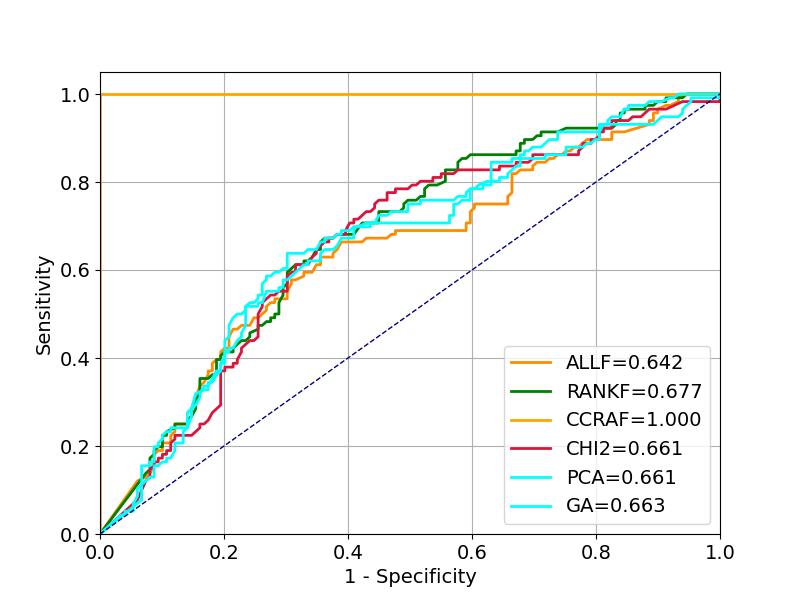 1.0
0.8
0.6
0.4
0.2
0.0
Sensitivity
ALLF=0.642
RANKF=0.677
CCRAF=1.000
CHI2=0.661
PCA=0.661
GA=0.663
0.0 0.2 0.4 0.6 0.8 1.0
1 - Specificity